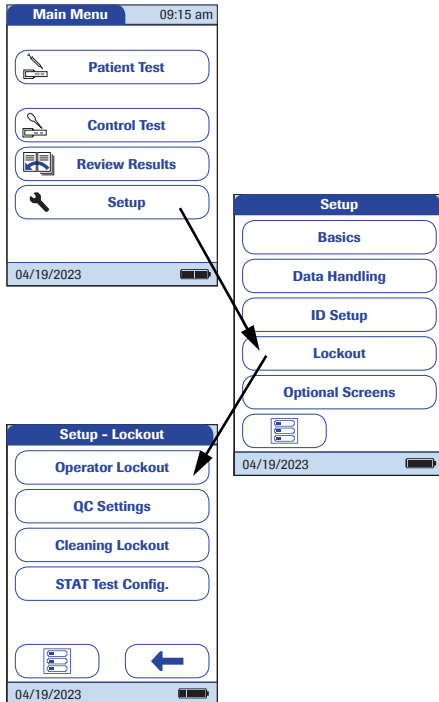 Main Menu 09:15 am
Patient Test
Control Test
Review Results
Setup
04/19/2023
Setup
Basics
Data Handling
ID Setup
Lockout
Optional Screens
04/19/2023
Setup - Lockout
Operator Lockout
QC Settings
Cleaning Lockout
STAT Test Config.
04/19/2023